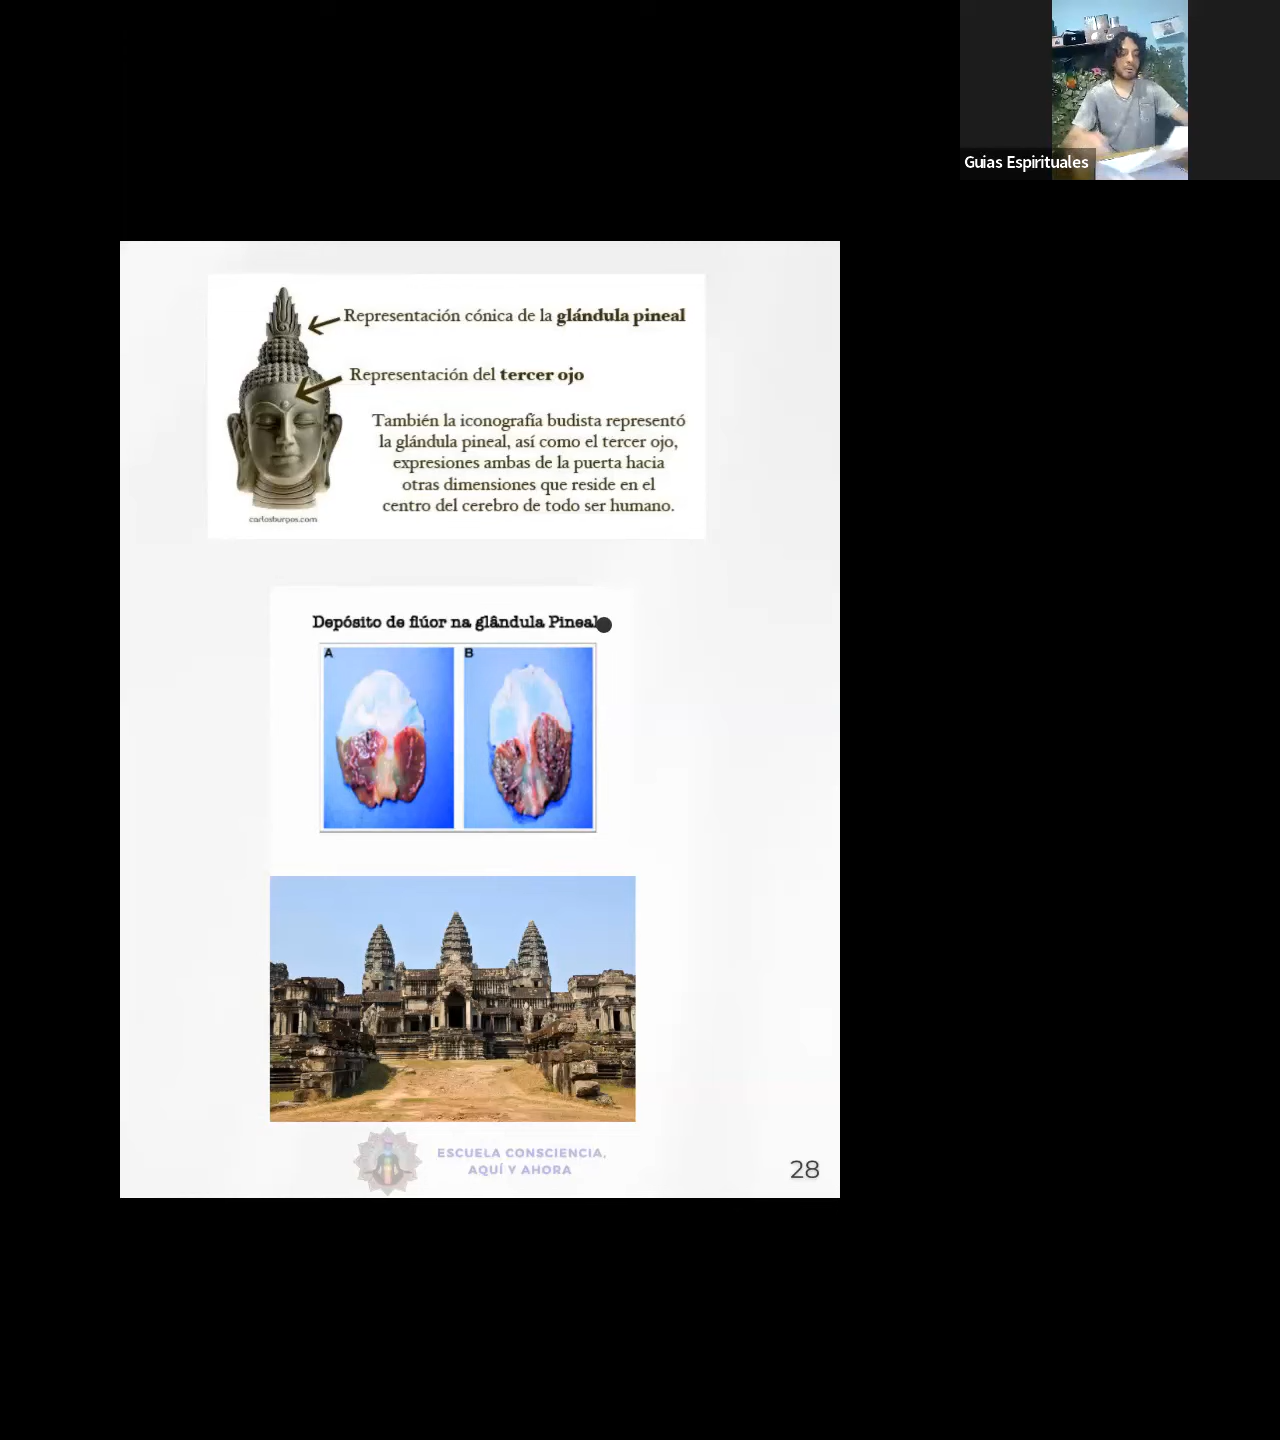 Guias Espirituales
Representación cónica de la glándula pineal
Representación del tercer ojo
También la iconografía budista representó
la glándula pineal, así como el tercer ojo,
expresiones ambas de la puerta hacia
otras dimensiones que reside en el
centro del cerebro de todo ser humano.
carlosburgos.com
Depósito de flúor na glândula Pineal
A
B
ESCUELA CONSCIENCIA,
AQUÍ Y AHORA
28